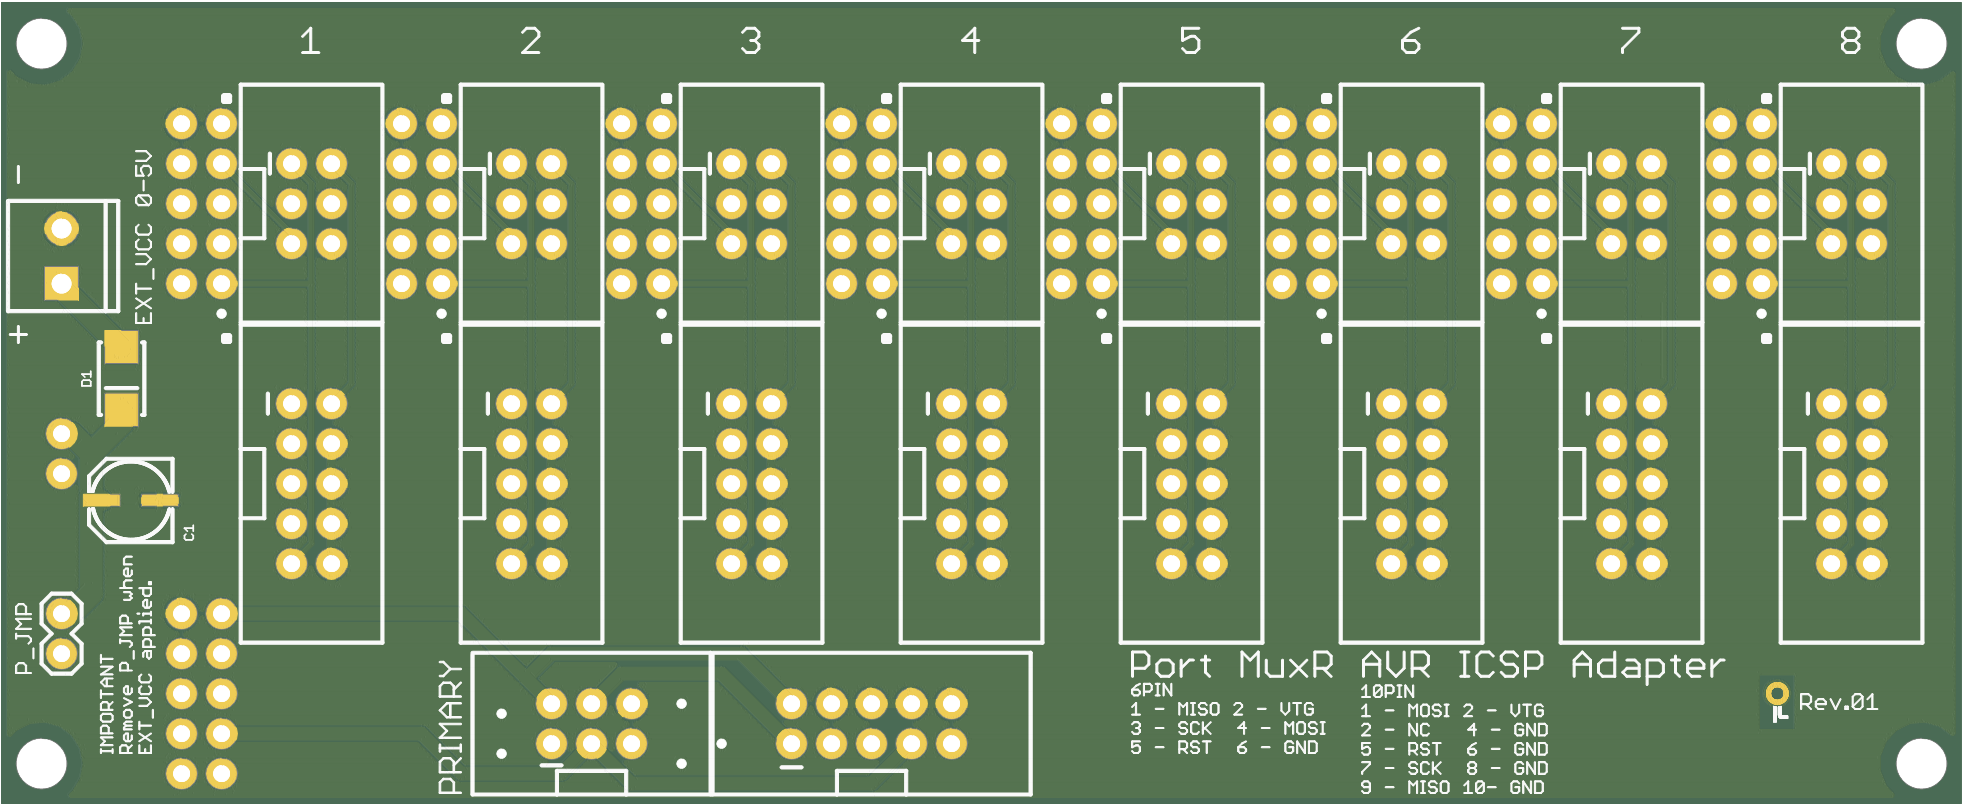 1 2 3 4 5 6 7 8
-
EXT_VCC 0-5V
+
D1
C1
P_JMP
IMPORTANT
Remove P_JMP when
EXT_VCC applied.
PRIMARY
Port MuxR AVR ICSP Adapter
6PIN
1 - MISO 2 - VTG
3 - SCK 4 - MOSI
5 - RST 6 - GND
10PIN
1 - MOSI 2 - VTG
2 - NC 4 - GND
5 - RST 6 - GND
7 - SCK 8 - GND
9 - MISO 10- GND
Rev.01